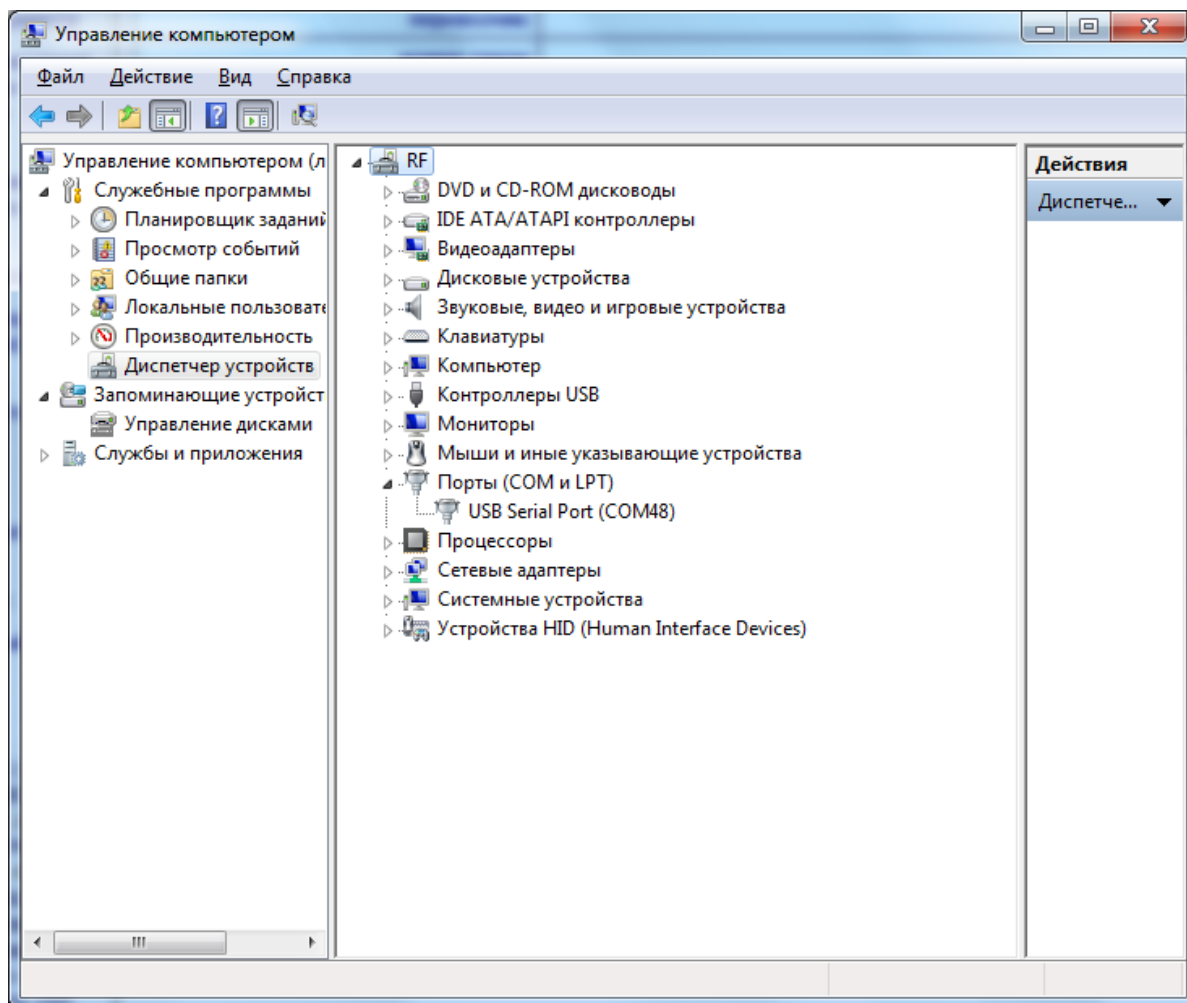 Управление компьютером
Файл Действие Вид Справка
Управление компьютером (л
Служебные программы
Планировщик заданий
Просмотр событий
Общие папки
Локальные пользовате
Производительность
Диспетчер устройств
Запоминающие устройст
Управление дисками
Службы и приложения
RF
DVD и CD-ROM дисководы
IDE ATA/ATAPI контроллеры
Видеоадаптеры
Дисковые устройства
Звуковые, видео и игровые устройства
Клавиатуры
Компьютер
Контроллеры USB
Мониторы
Мыши и иные указывающие устройства
Порты (COM и LPT)
USB Serial Port (COM48)
Процессоры
Сетевые адаптеры
Системные устройства
Устройства HID (Human Interface Devices)
Действия
Диспетче...